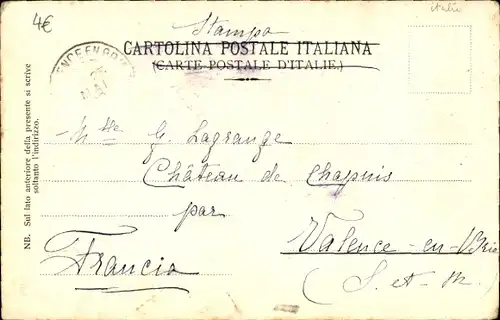 4€
italie
Stampa
CARTOLINA POSTALE ITALIANA
(CARTE POSTALE D'ITALIE.)
NB. Sul lato anteriore della presente si scrive
soltanto l'indirizzo.
Mlle G. Lagrange
Château de Chapuis
par
Valence-en-Brie
Francia
(S. et M.)